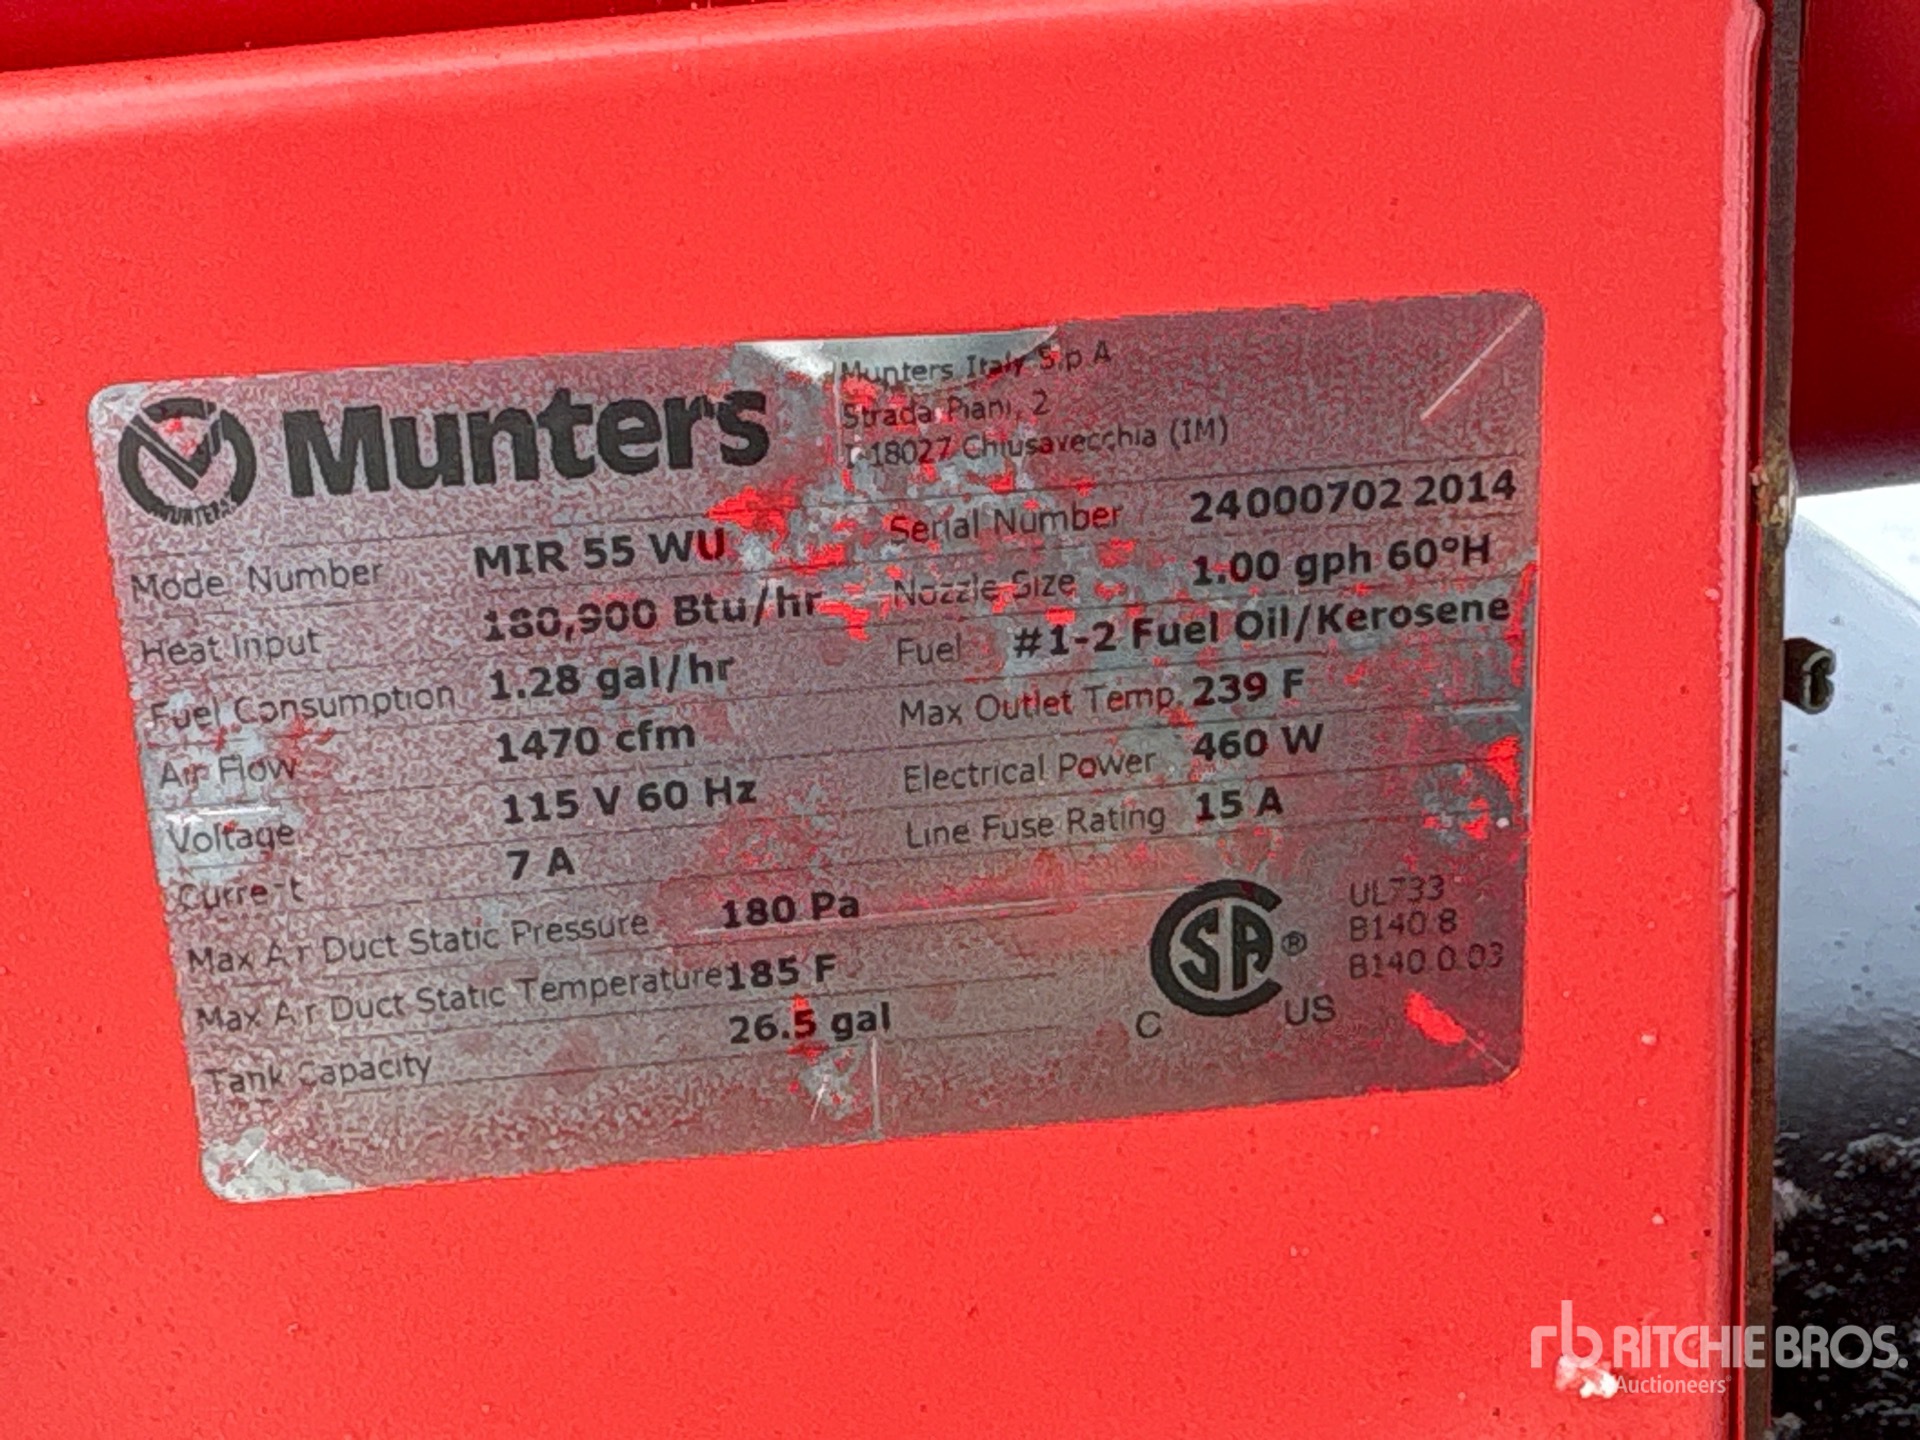 Munters
MUNTERS
Munters Italy S.p.A
Strada Piani, 2
I-18027 Chiusavecchia (IM)
Model Number MIR 55 WU
Serial Number 24000702 2014
Heat Input 180,900 Btu/hr
Nozzle Size 1.00 gph 60°H
Fuel Consumption 1.28 gal/hr
Fuel #1-2 Fuel Oil/Kerosene
Air Flow 1470 cfm
Max Outlet Temp. 239 F
Voltage 115 V 60 Hz
Electrical Power 460 W
Current 7 A
Line Fuse Rating 15 A
Max Air Duct Static Pressure 180 Pa
Max Air Duct Static Temperature 185 F
Tank Capacity 26.5 gal
C SA® US
UL733
B140.8
B140.0.03
rb RITCHIE BROS.
Auctioneers